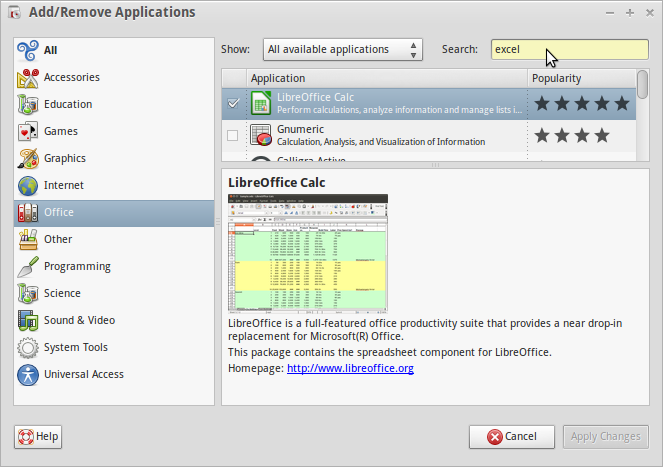 Add/Remove Applications
All
Accessories
Education
Games
Graphics
Internet
Office
Other
Programming
Science
Sound & Video
System Tools
Universal Access
Show: All available applications Search: excel
Application Popularity
LibreOffice Calc
Perform calculations, analyze information and manage lists i...
Gnumeric
Calculation, Analysis, and Visualization of Information
Calligra Active
LibreOffice Calc
LibreOffice is a full-featured office productivity suite that provides a near drop-in
replacement for Microsoft(R) Office.
This package contains the spreadsheet component for LibreOffice.
Homepage: http://www.libreoffice.org
Help Cancel Apply Changes